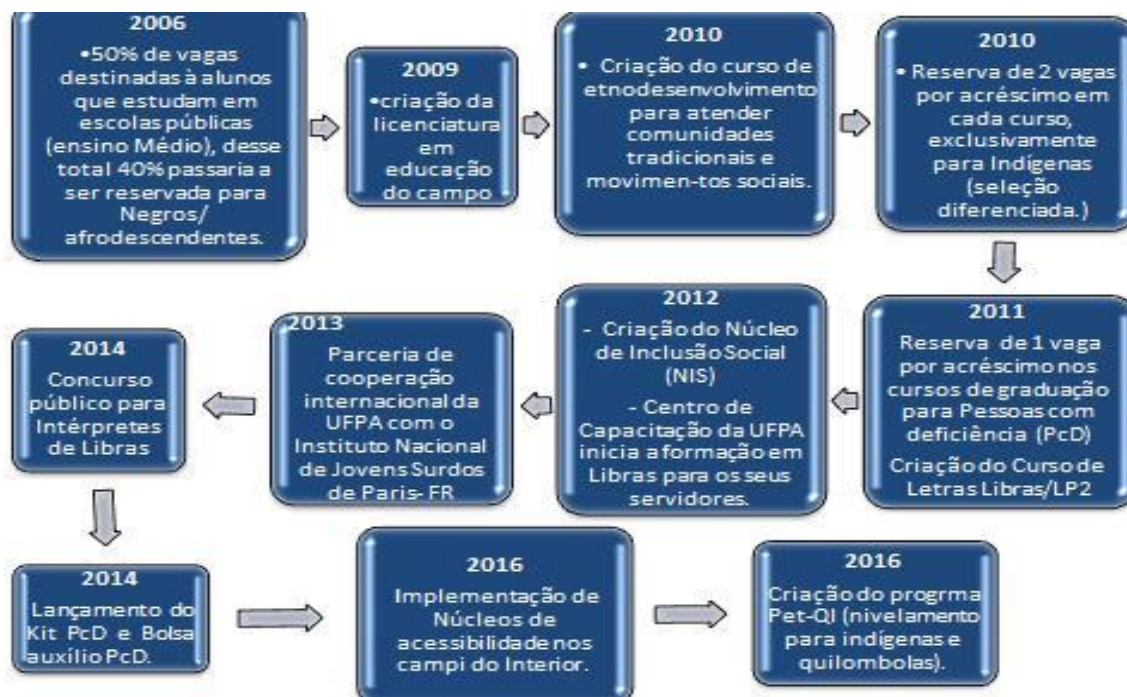 2006
•50% de vagas
destinadas à alunos
que estudam em
escolas públicas
(ensino Médio), desse
total 40% passaria a
ser reservada para
Negros/
afrodescendentes.
2009
•criação da
licenciatura
em
educação
do campo
2010
• Criação do curso de
etnodesenvolvimento
para atender
comunidades
tradicionais e
movimen-tos sociais.
2010
• Reserva de 2 vagas
por acréscimo em
cada curso,
exclusivamente
para Indígenas
(seleção
diferenciada.)
2011
Reserva de 1 vaga
por acréscimo nos
cursos de graduação
para Pessoas com
deficiência (PcD)
Criação do Curso de
Letras Libras/LP2
2012
- Criação do Núcleo
de Inclusão Social
(NIS)
- Centro de
Capacitação da UFPA
inicia a formação em
Libras para os seus
servidores.
2013
Parceria de
cooperação
internacional da
UFPA com o
Instituto Nacional
de Jovens Surdos
de Paris- FR
2014
Concurso
público para
Intérpretes
de Libras
2014
Lançamento do
Kit PcD e Bolsa
auxílio PcD.
2016
Implementação de
Núcleos de
acessibilidade nos
campi do Interior.
2016
Criação do progrma
Pet-QI (nivelamento
para indígenas e
quilombolas).